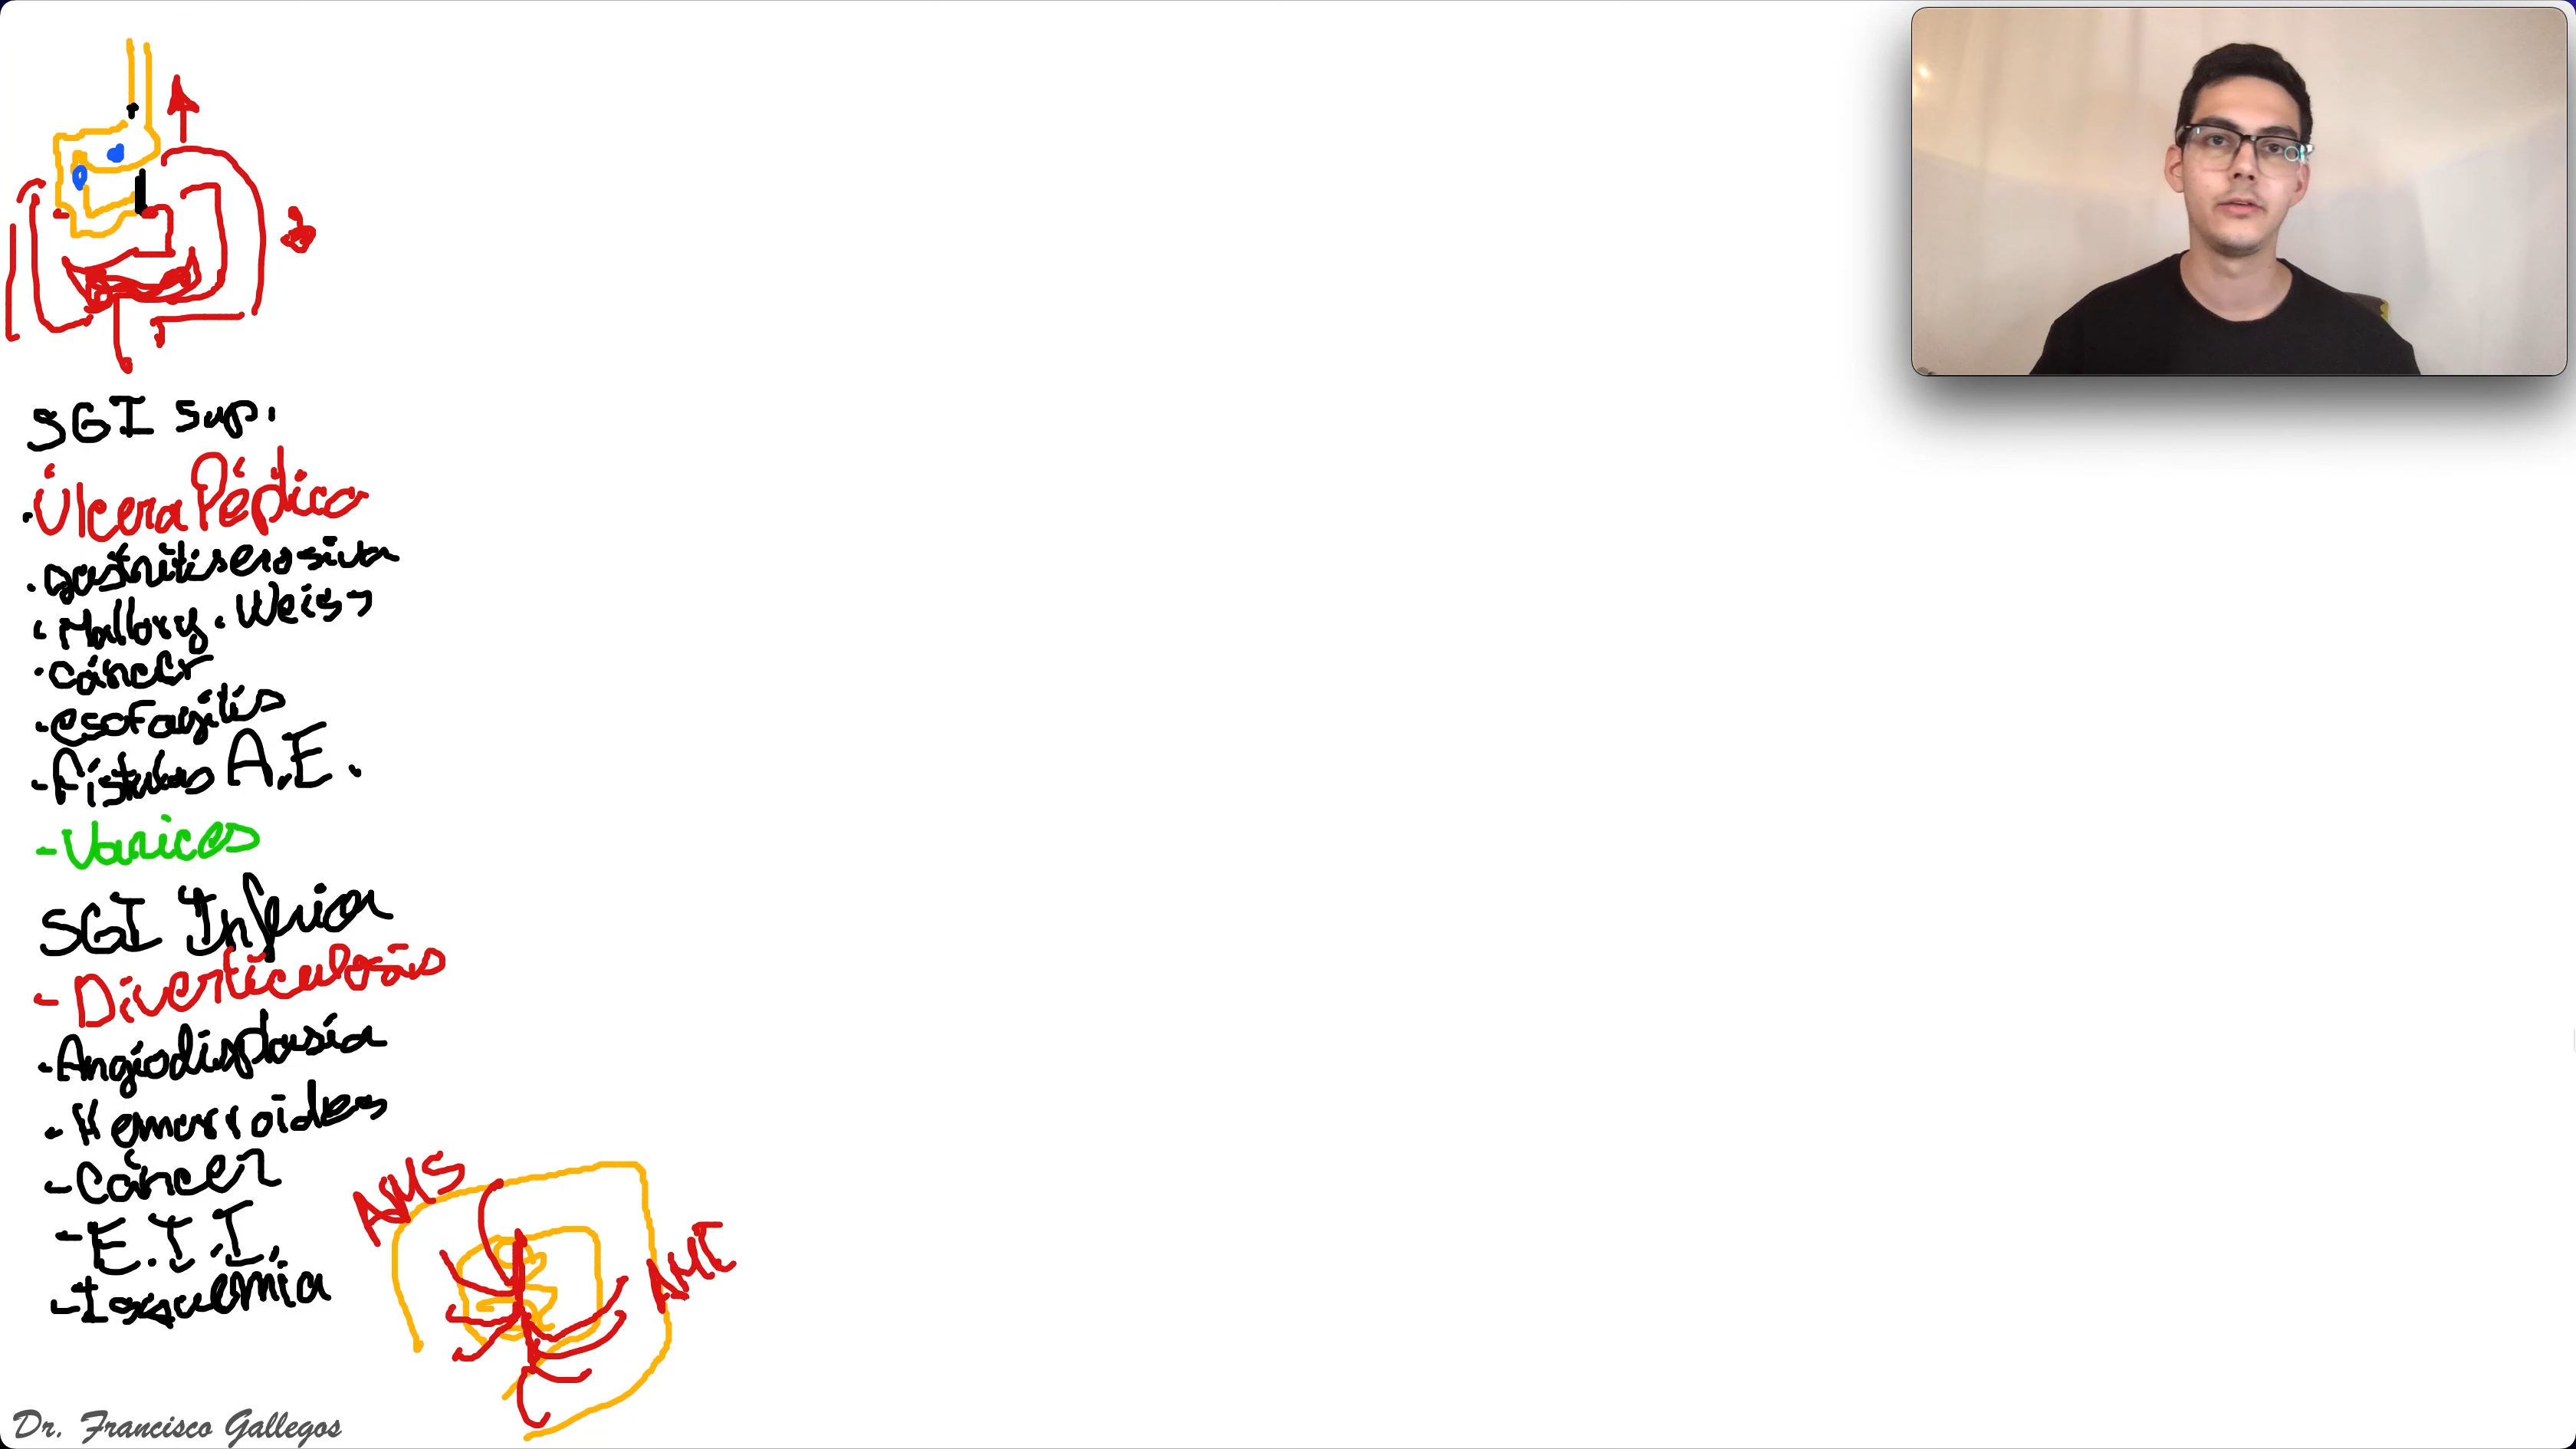 SGI Sup.
· Úlcera Péptica
· gastritis erosiva
· Mallory-Weiss
· cáncer
- esofagitis
- Fístulas A.E.
- Varices
SGI Inferior
- Diverticulosis
- Angiodisplasia
- Hemorroides
- Cáncer
- E.I.I.
- Isquemia
AMS
AMI
Dr. Francisco Gallegos